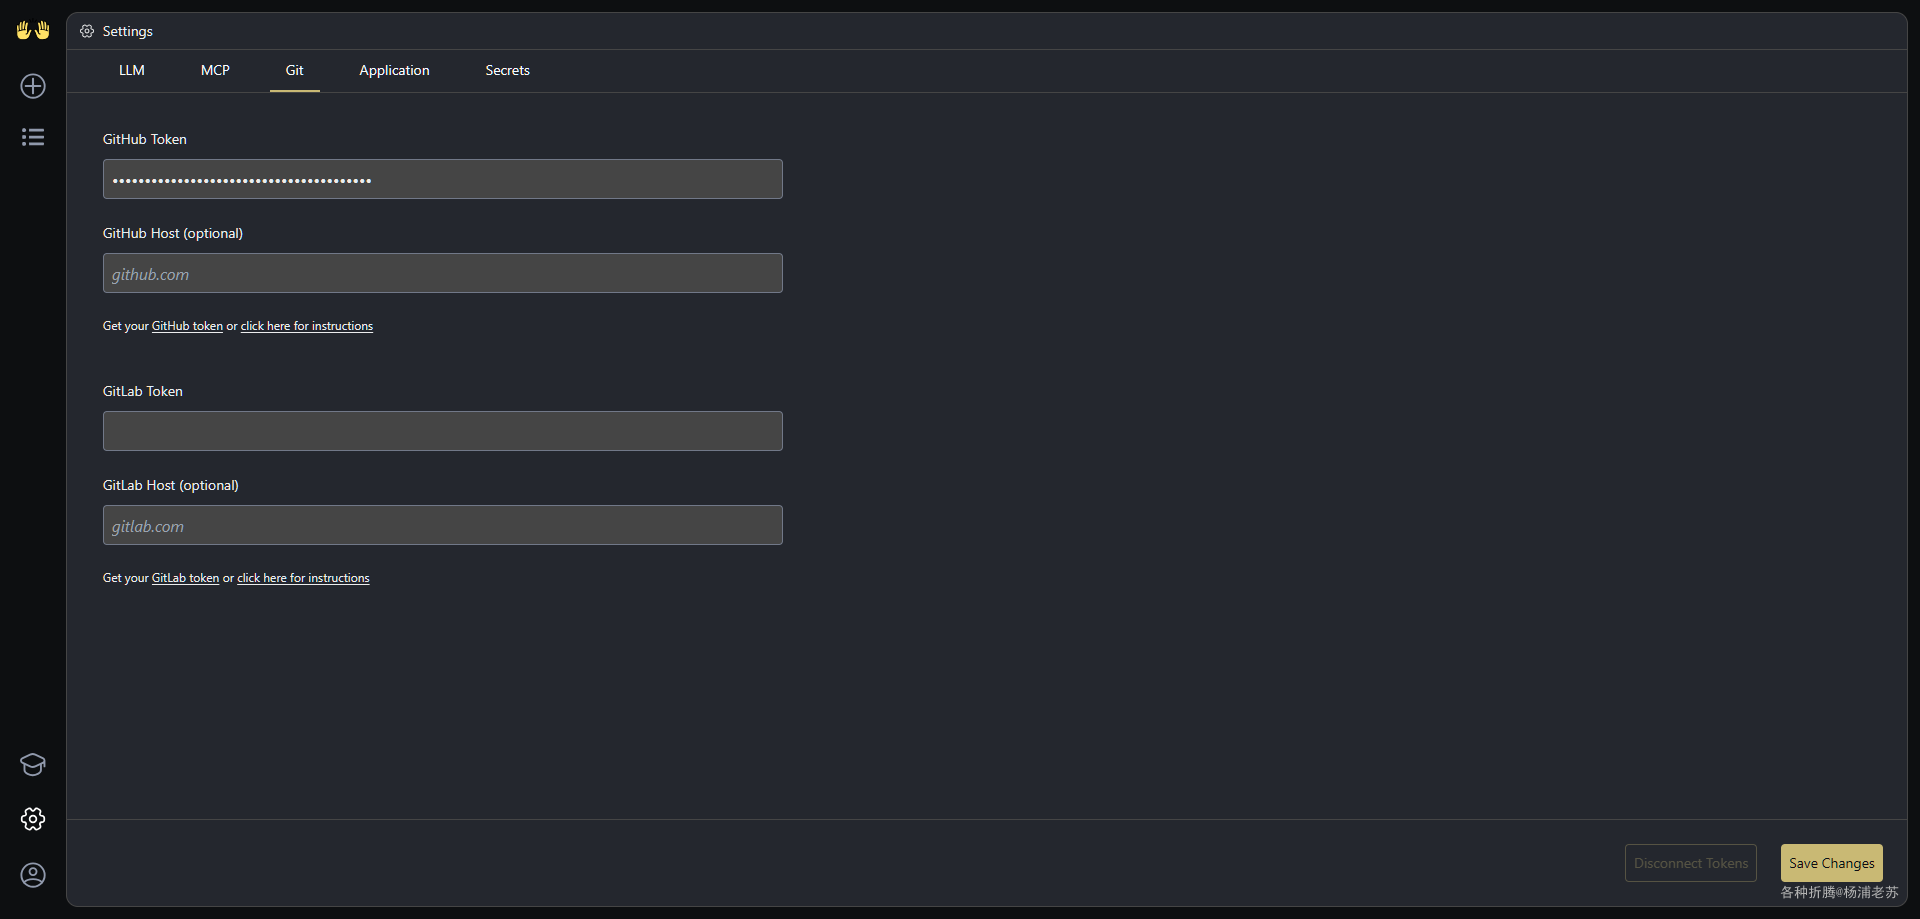 Settings
LLM MCP Git Application Secrets
GitHub Token
••••••••••••••••••••••••••••••••••••••••
GitHub Host (optional)
github.com
Get your GitHub token or click here for instructions
GitLab Token
GitLab Host (optional)
gitlab.com
Get your GitLab token or click here for instructions
Disconnect Tokens Save Changes
各种折腾@杨浦老苏